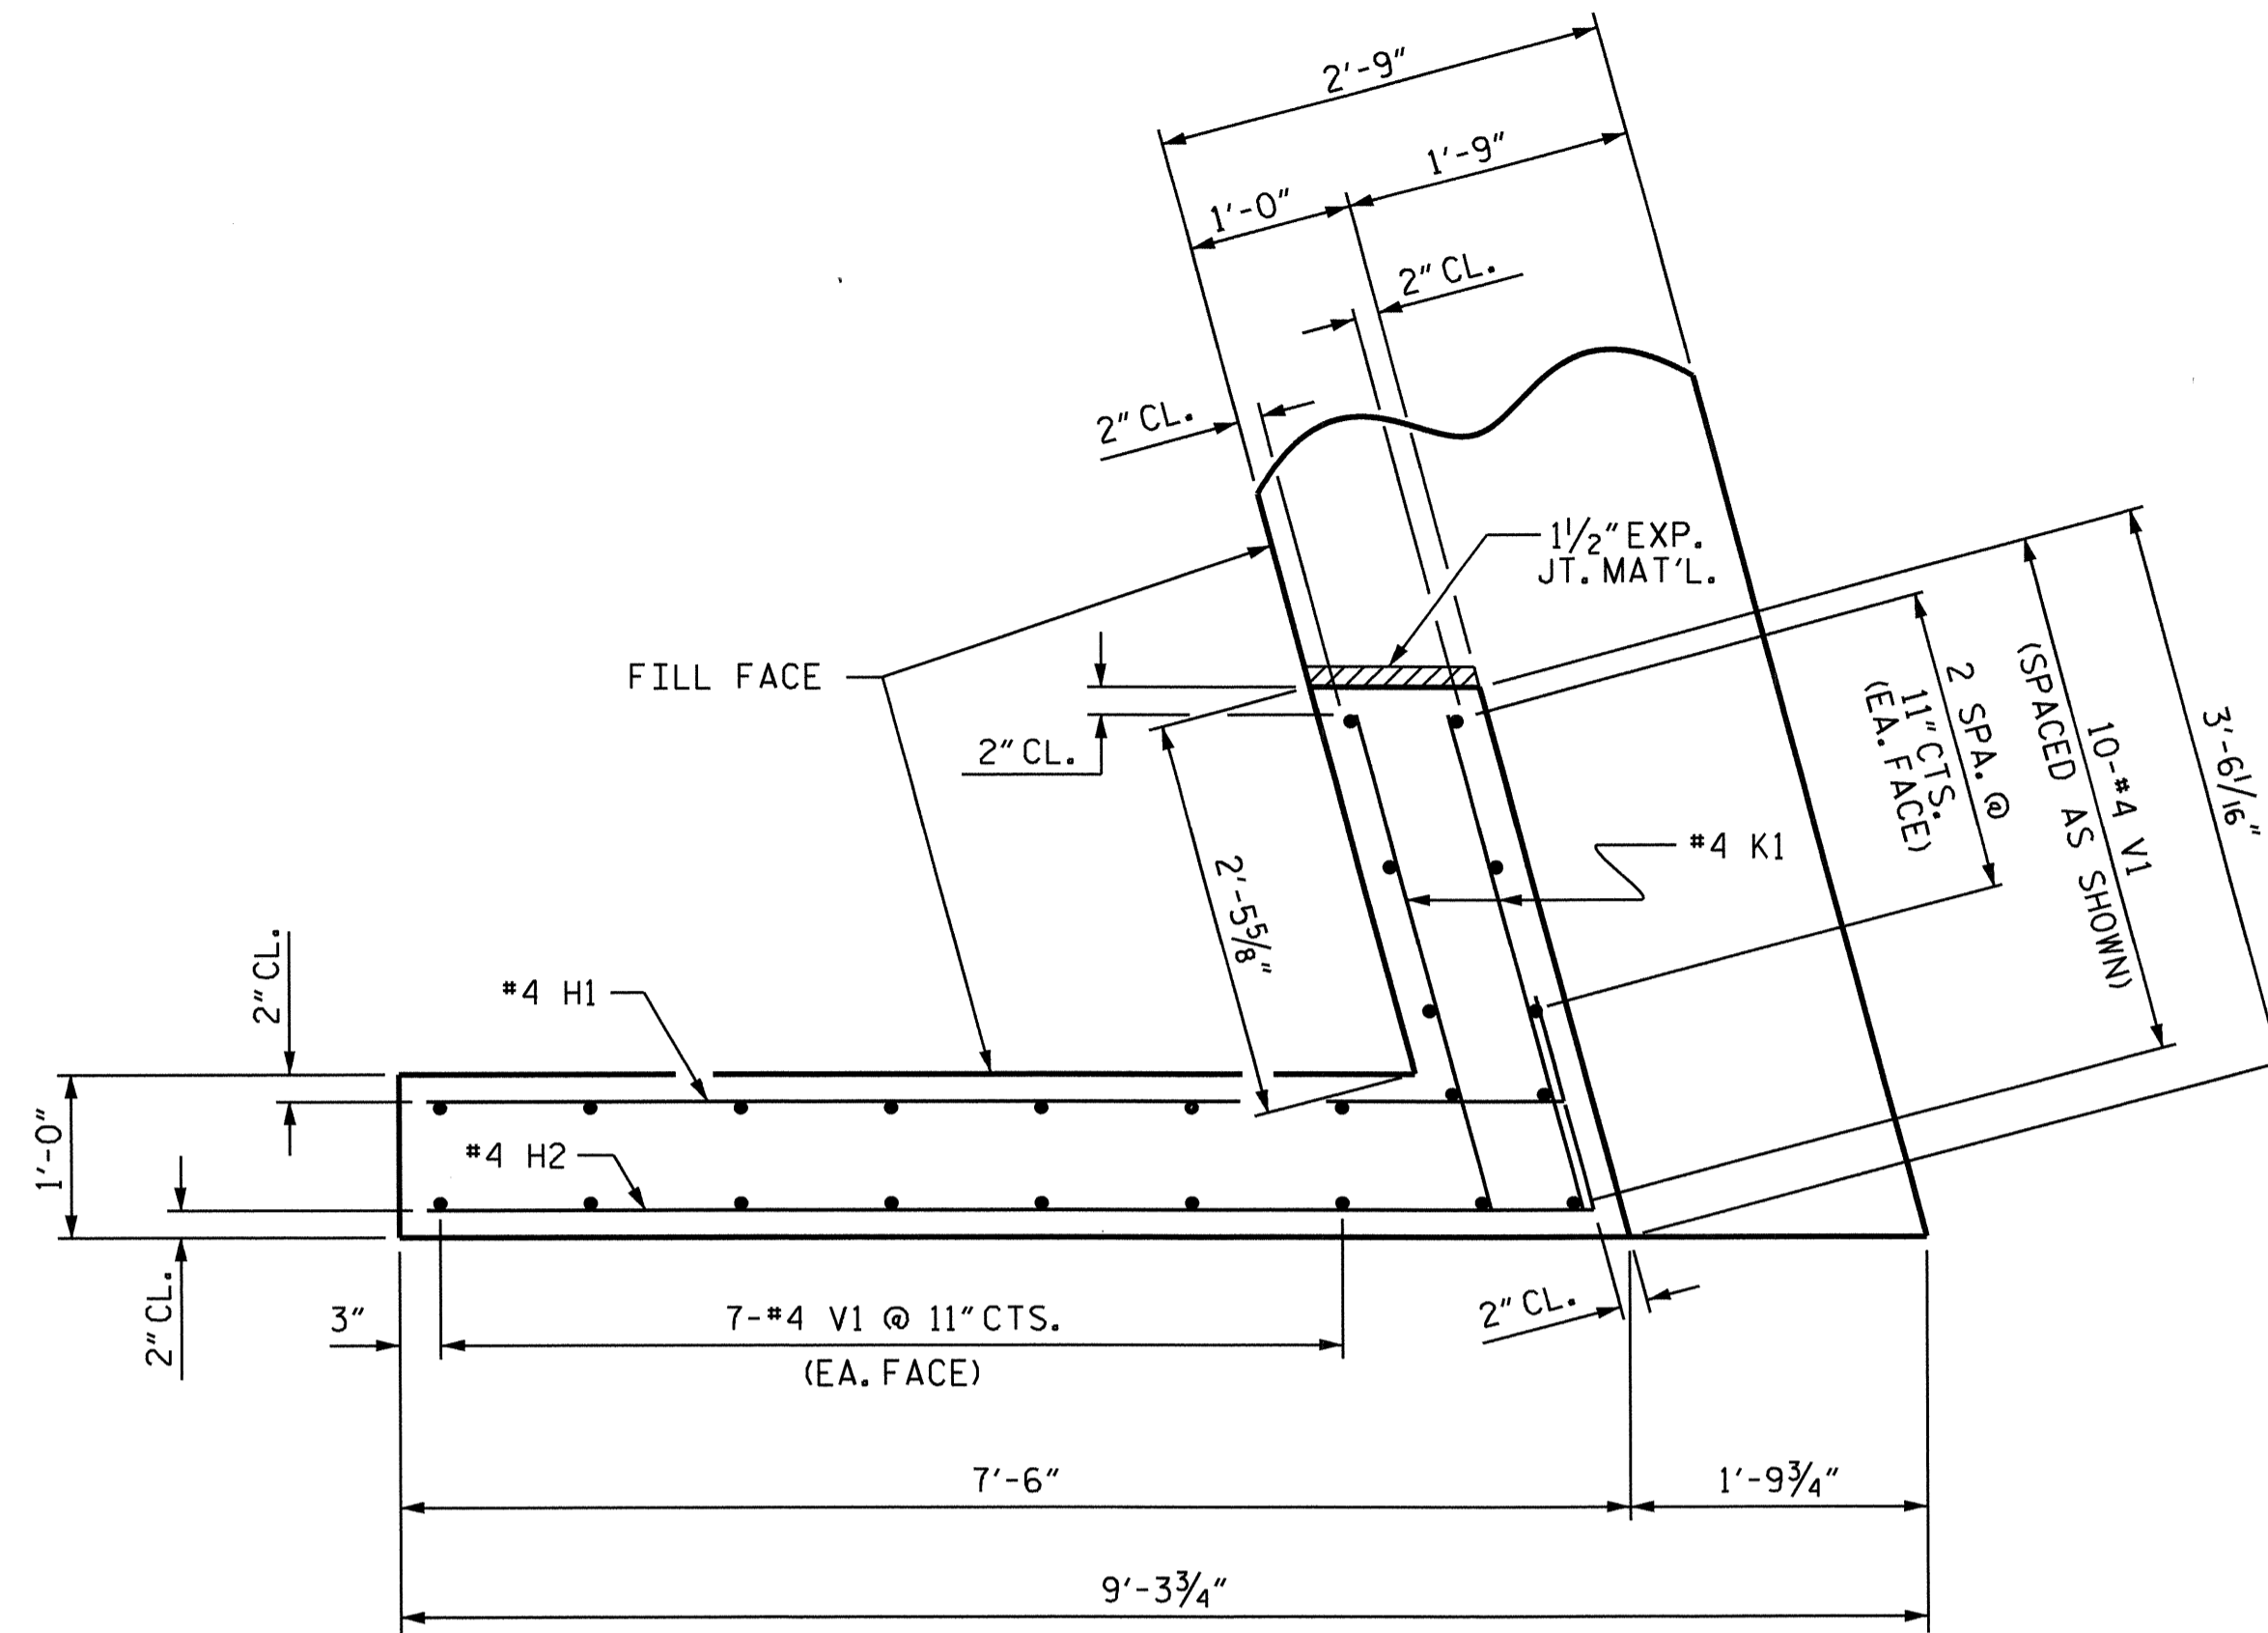 2'-9"
1'-9"
1'-0"
2" CL.
2" CL.
1½" EXP.
JT. MAT'L.
FILL FACE
2" CL.
2 SPA. @
11" CTS.
(EA. FACE)
10-#4 V1
(SPACED AS SHOWN)
3'-6 1/16"
#4 K1
2'-5⅝"
2" CL.
#4 H1
1'-0"
#4 H2
2" CL.
3"
7-#4 V1 @ 11" CTS.
(EA. FACE)
2" CL.
7'-6"
1'-9¾"
9'-3¾"